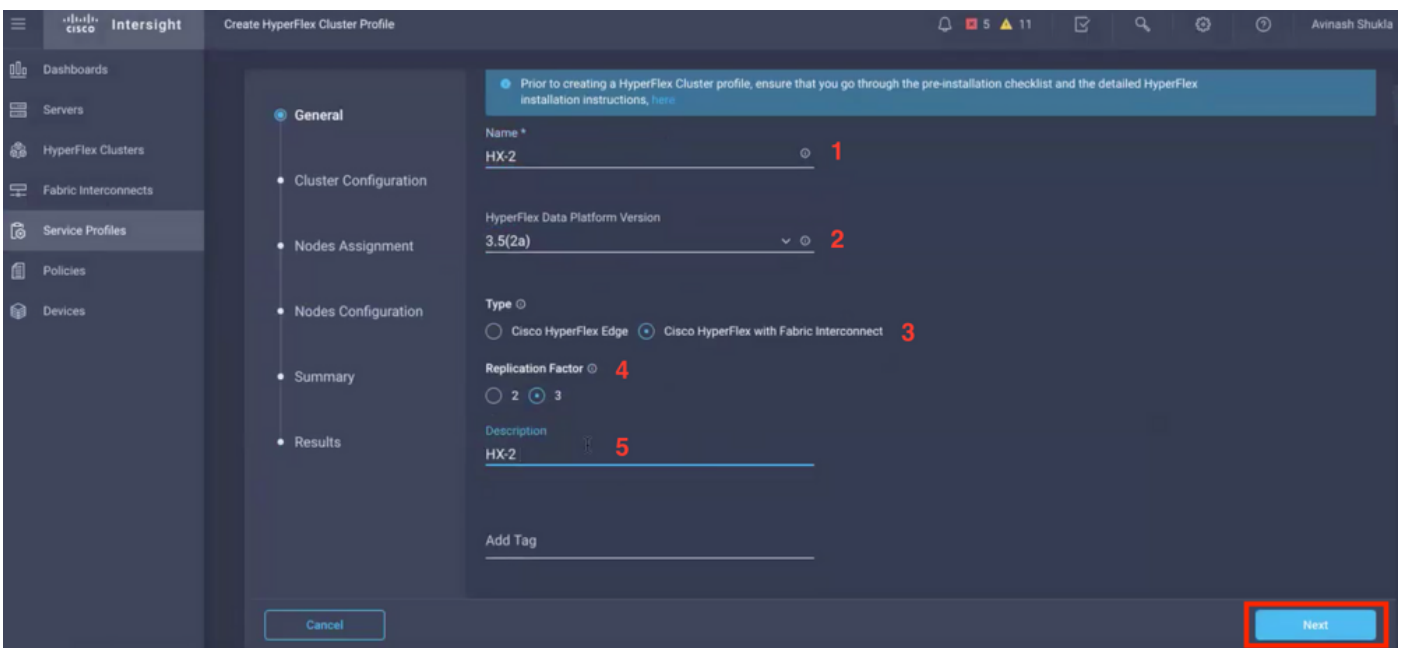 cisco Intersight
Create HyperFlex Cluster Profile
5 11
Avinash Shukla
Dashboards
Servers
HyperFlex Clusters
Fabric Interconnects
Service Profiles
Policies
Devices
General
Cluster Configuration
Nodes Assignment
Nodes Configuration
Summary
Results
Prior to creating a HyperFlex Cluster profile, ensure that you go through the pre-installation checklist and the detailed HyperFlex
installation instructions, here
Name *
HX-2 1
HyperFlex Data Platform Version
3.5(2a) 2
Type
Cisco HyperFlex Edge Cisco HyperFlex with Fabric Interconnect 3
Replication Factor 4
2 3
Description
HX-2 5
Add Tag
Cancel
Next